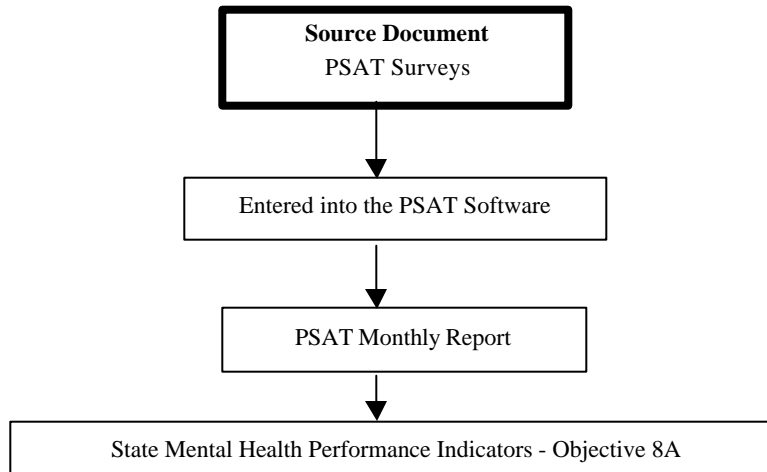 Source Document
PSAT Surveys
Entered into the PSAT Software
PSAT Monthly Report
State Mental Health Performance Indicators - Objective 8A